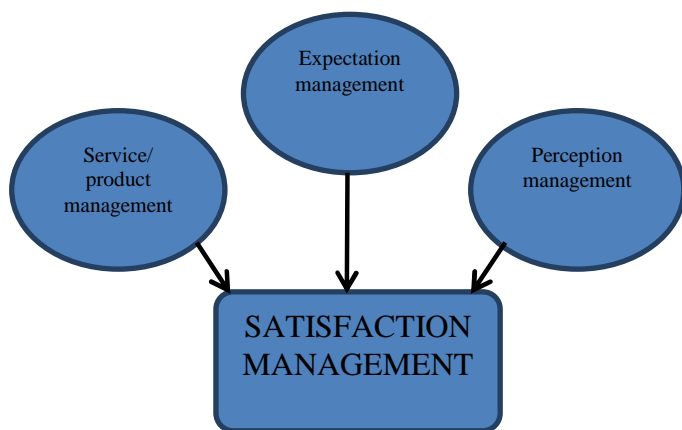 Expectation
management
Service/
product
management
Perception
management
SATISFACTION
MANAGEMENT